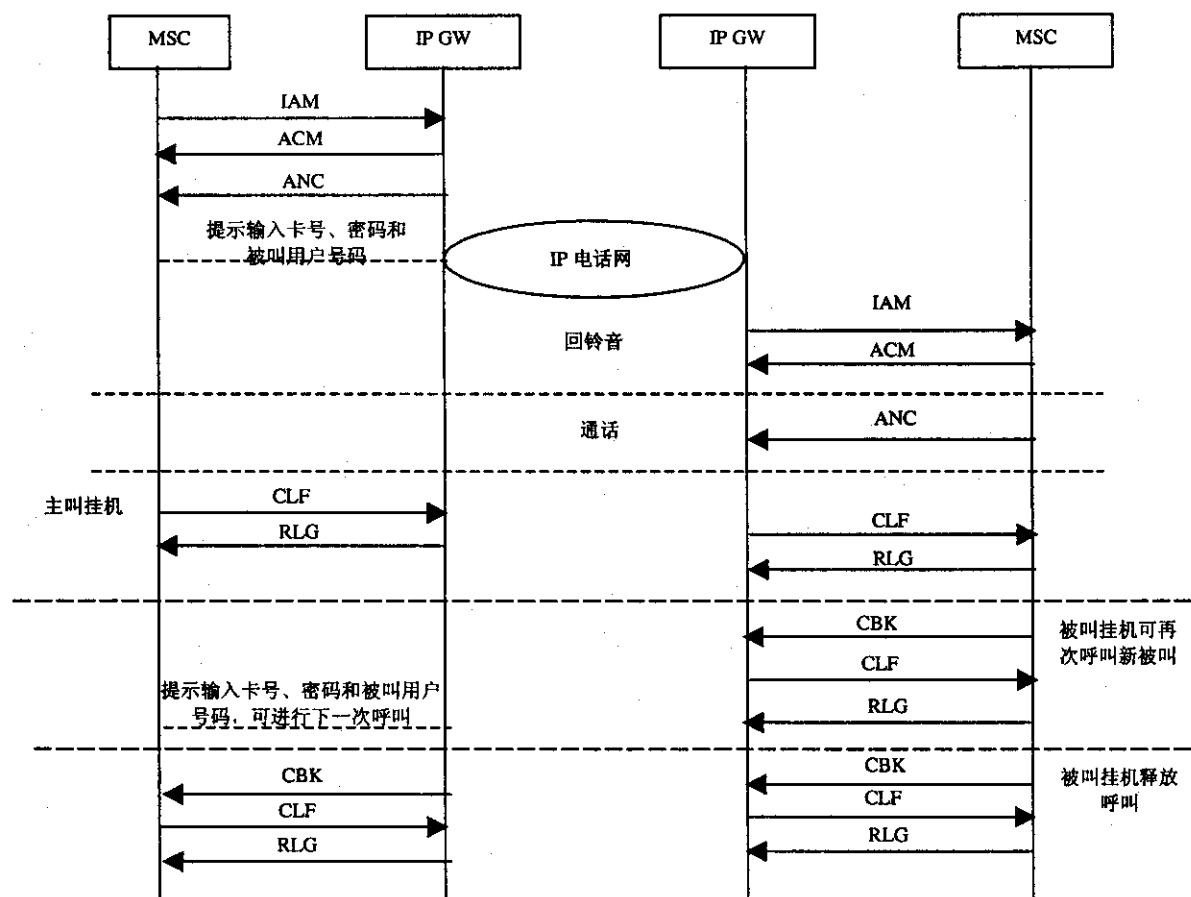 MSC
IP GW
IP GW
MSC
IAM
ACM
ANC
提示输入卡号、密码和
被叫用户号码
IP 电话网
IAM
回铃音
ACM
通话
ANC
主叫挂机
CLF
RLG
CLF
RLG
CBK
被叫挂机可再
次呼叫新被叫
CLF
提示输入卡号、密码和被叫用户
号码，可进行下一次呼叫
RLG
CBK
CBK
被叫挂机释放
呼叫
CLF
CLF
RLG
RLG